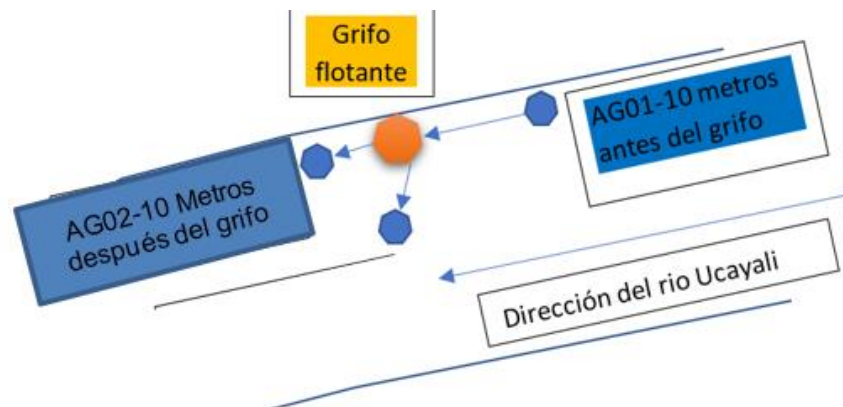 Grifo
flotante
AG01-10 metros
antes del grifo
AG02-10 Metros
después del grifo
Dirección del rio Ucayali